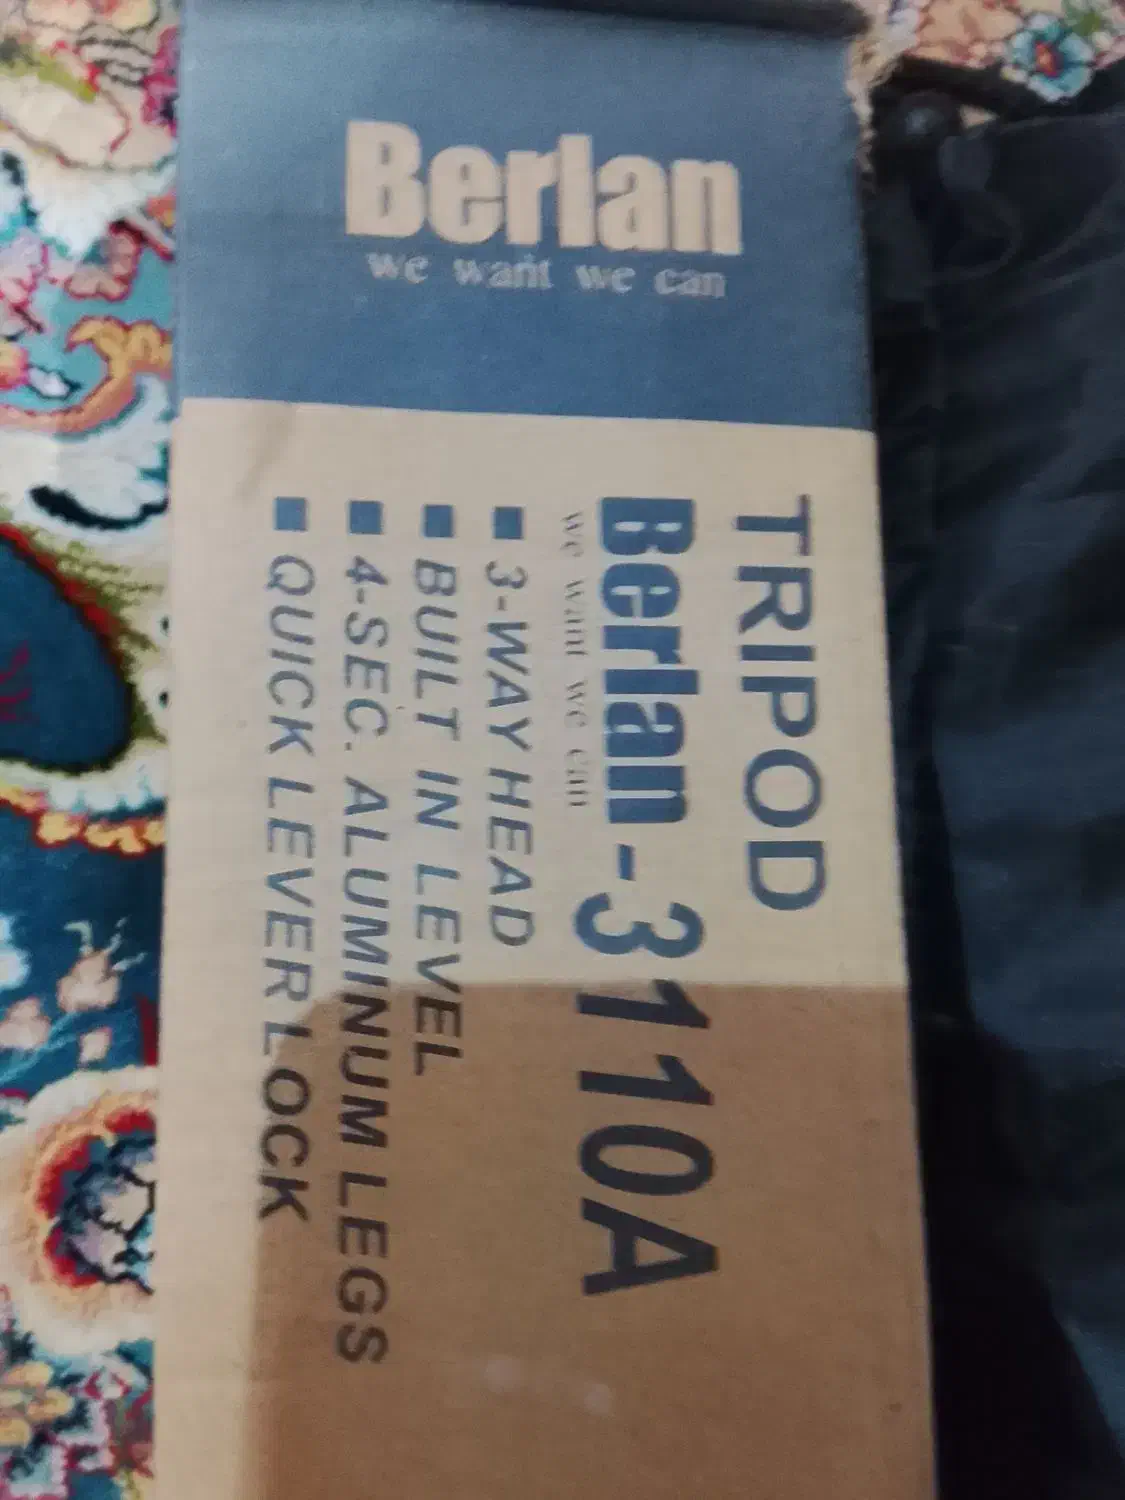 Berlan
we want we can
TRIPOD
Berlan-3110A
we want we can
3-WAY HEAD
BUILT IN LEVEL
4-SEC. ALUMINUM LEGS
QUICK LEVER LOCK